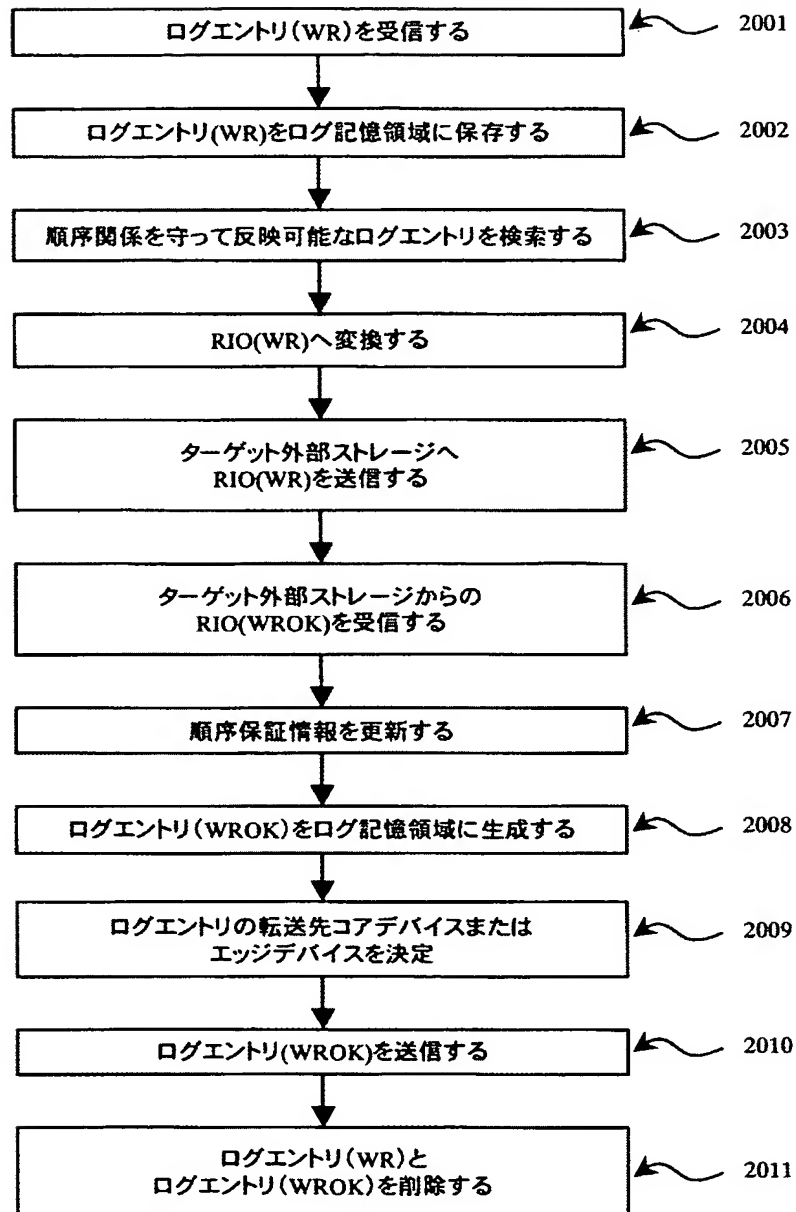 ログエントリ(WR)を受信する
2001
ログエントリ(WR)をログ記憶領域に保存する
2002
順序関係を守って反映可能なログエントリを検索する
2003
RIO(WR)へ変換する
2004
ターゲット外部ストレージへ
RIO(WR)を送信する
2005
ターゲット外部ストレージからの
RIO(WROK)を受信する
2006
順序保証情報を更新する
2007
ログエントリ(WROK)をログ記憶領域に生成する
2008
ログエントリの転送先コアデバイスまたは
エッジデバイスを決定
2009
ログエントリ(WROK)を送信する
2010
ログエントリ(WR)と
ログエントリ(WROK)を削除する
2011